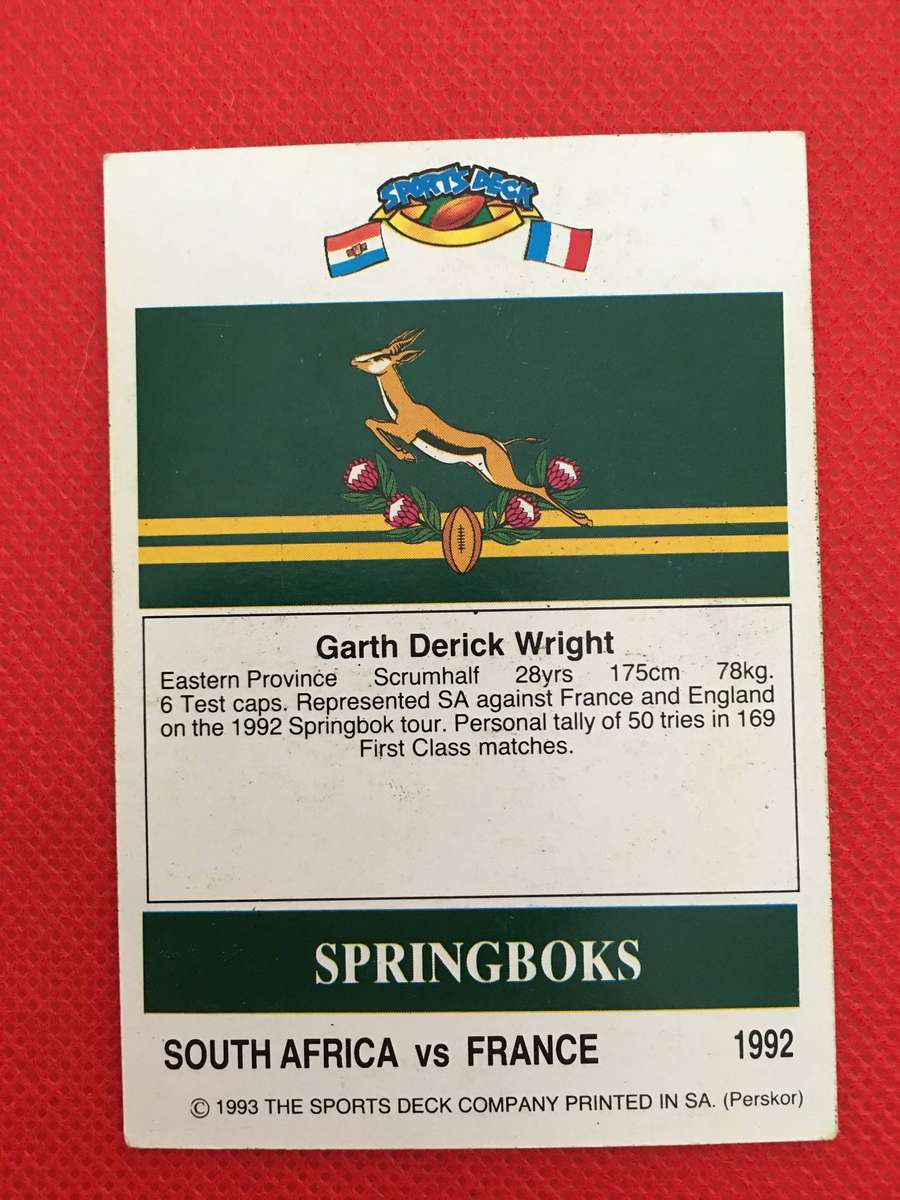 SPORTS DECK
Garth Derick Wright
Eastern Province Scrumhalf 28yrs 175cm 78kg.
6 Test caps. Represented SA against France and England
on the 1992 Springbok tour. Personal tally of 50 tries in 169
First Class matches.
SPRINGBOKS
SOUTH AFRICA vs FRANCE 1992
© 1993 THE SPORTS DECK COMPANY PRINTED IN SA. (Perskor)